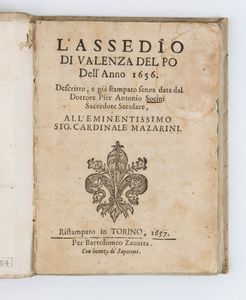 L'ASSEDIO
DI VALENZA DEL PO
Dell'Anno 1656.
Descritto, e già stampato senza data dal
Dottore Pier Antonio Socini
Sacerdote Secolare,
ALL'EMINENTISSIMO
SIG. CARDINALE MAZARINI.
Ristampato in TORINO, 1657.
Per Bartolomeo Zauatta.
Con licenza de' Superiori.